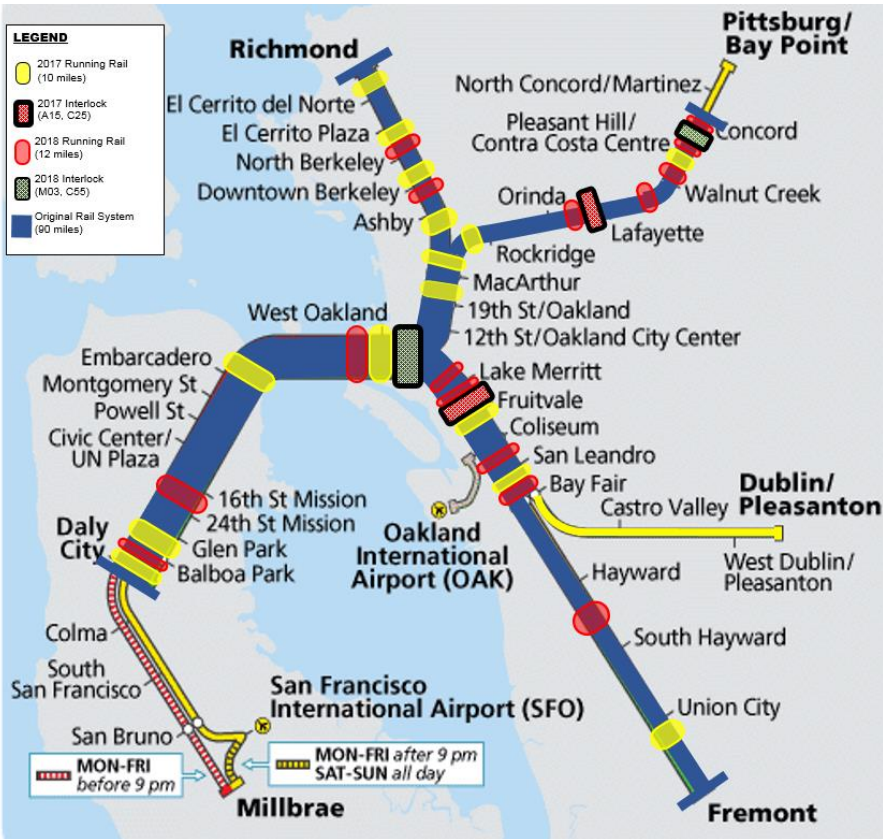 LEGEND
2017 Running Rail
(10 miles)
2017 Interlock
(A15, C25)
2018 Running Rail
(12 miles)
2018 Interlock
(M03, C55)
Original Rail System
(90 miles)
Richmond
El Cerrito del Norte
El Cerrito Plaza
North Berkeley
Downtown Berkeley
Ashby
Pittsburg/
Bay Point
North Concord/Martinez
Pleasant Hill/
Contra Costa Centre
Concord
Walnut Creek
Orinda
Lafayette
Rockridge
MacArthur
19th St/Oakland
12th St/Oakland City Center
West Oakland
Embarcadero
Montgomery St
Powell St
Civic Center/
UN Plaza
16th St Mission
24th St Mission
Glen Park
Balboa Park
Daly
City
Lake Merritt
Fruitvale
Coliseum
San Leandro
Bay Fair
Oakland
International
Airport (OAK)
Castro Valley
Dublin/
Pleasanton
West Dublin/
Pleasanton
Hayward
South Hayward
Union City
Fremont
Colma
South
San Francisco
San Bruno
San Francisco
International Airport (SFO)
MON-FRI
before 9 pm
MON-FRI after 9 pm
SAT-SUN all day
Millbrae